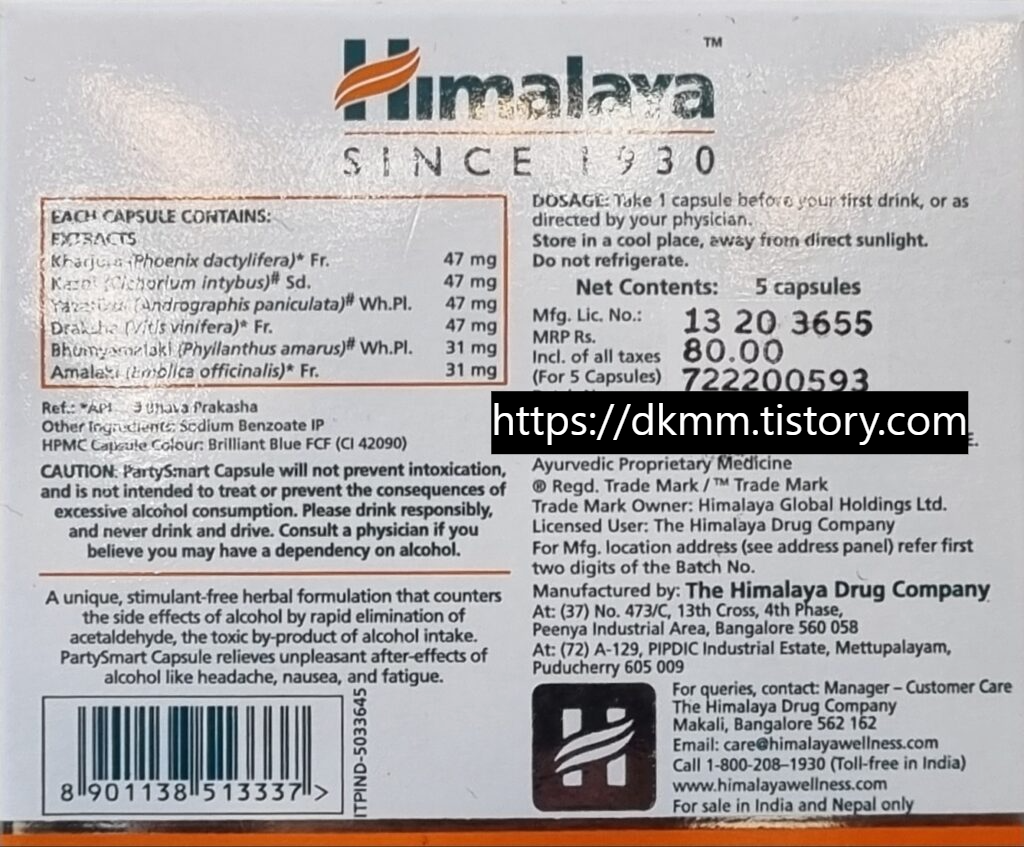 Himalaya™
SINCE 1930
EACH CAPSULE CONTAINS:
EXTRACTS
Kharjura (Phoenix dactylifera)* Fr. 47 mg
Kasni (Cichorium intybus)# Sd. 47 mg
(Andrographis paniculata)# Wh.Pl. 47 mg
Draksha (Vitis vinifera)* Fr. 47 mg
Bhumyamalaki (Phyllanthus amarus)# Wh.Pl. 31 mg
Amalaki (Emblica officinalis)* Fr. 31 mg
Ref.: *API Bhava Prakasha
Other Ingredients: Sodium Benzoate IP
HPMC Capsule Colour: Brilliant Blue FCF (CI 42090)
CAUTION: PartySmart Capsule will not prevent intoxication,
and is not intended to treat or prevent the consequences of
excessive alcohol consumption. Please drink responsibly,
and never drink and drive. Consult a physician if you
believe you may have a dependency on alcohol.
A unique, stimulant-free herbal formulation that counters
the side effects of alcohol by rapid elimination of
acetaldehyde, the toxic by-product of alcohol intake.
PartySmart Capsule relieves unpleasant after-effects of
alcohol like headache, nausea, and fatigue.
8 901138 513337 >
ITPIND-5033645
DOSAGE: Take 1 capsule before your first drink, or as
directed by your physician.
Store in a cool place, away from direct sunlight.
Do not refrigerate.
Net Contents: 5 capsules
Mfg. Lic. No.: 13 20 3655
MRP Rs.
Incl. of all taxes 80.00
(For 5 Capsules) 722200593
https://dkmm.tistory.com
Ayurvedic Proprietary Medicine
® Regd. Trade Mark / ™ Trade Mark
Trade Mark Owner: Himalaya Global Holdings Ltd.
Licensed User: The Himalaya Drug Company
For Mfg. location address (see address panel) refer first
two digits of the Batch No.
Manufactured by: The Himalaya Drug Company
At: (37) No. 473/C, 13th Cross, 4th Phase,
Peenya Industrial Area, Bangalore 560 058
At: (72) A-129, PIPDIC Industrial Estate, Mettupalayam,
Puducherry 605 009
For queries, contact: Manager – Customer Care
The Himalaya Drug Company
Makali, Bangalore 562 162
Email: care@himalayawellness.com
Call 1-800-208–1930 (Toll-free in India)
www.himalayawellness.com
For sale in India and Nepal only